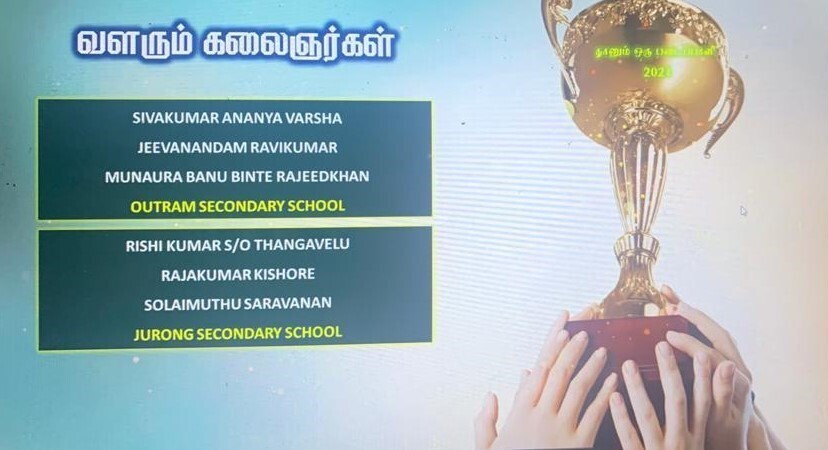 வளரும் கலைஞர்கள்
நானும் ஒரு
SIVAKUMAR ANANYA VARSHA
JEEVANANDAM RAVIKUMAR
MUNAURA BANU BINTE RAJEEDKHAN
OUTRAM SECONDARY SCHOOL
RISHI KUMAR S/O THANGAVELU
RAJAKUMAR KISHORE
SOLAIMUTHU SARAVANAN
JURONG SECONDARY SCHOOL